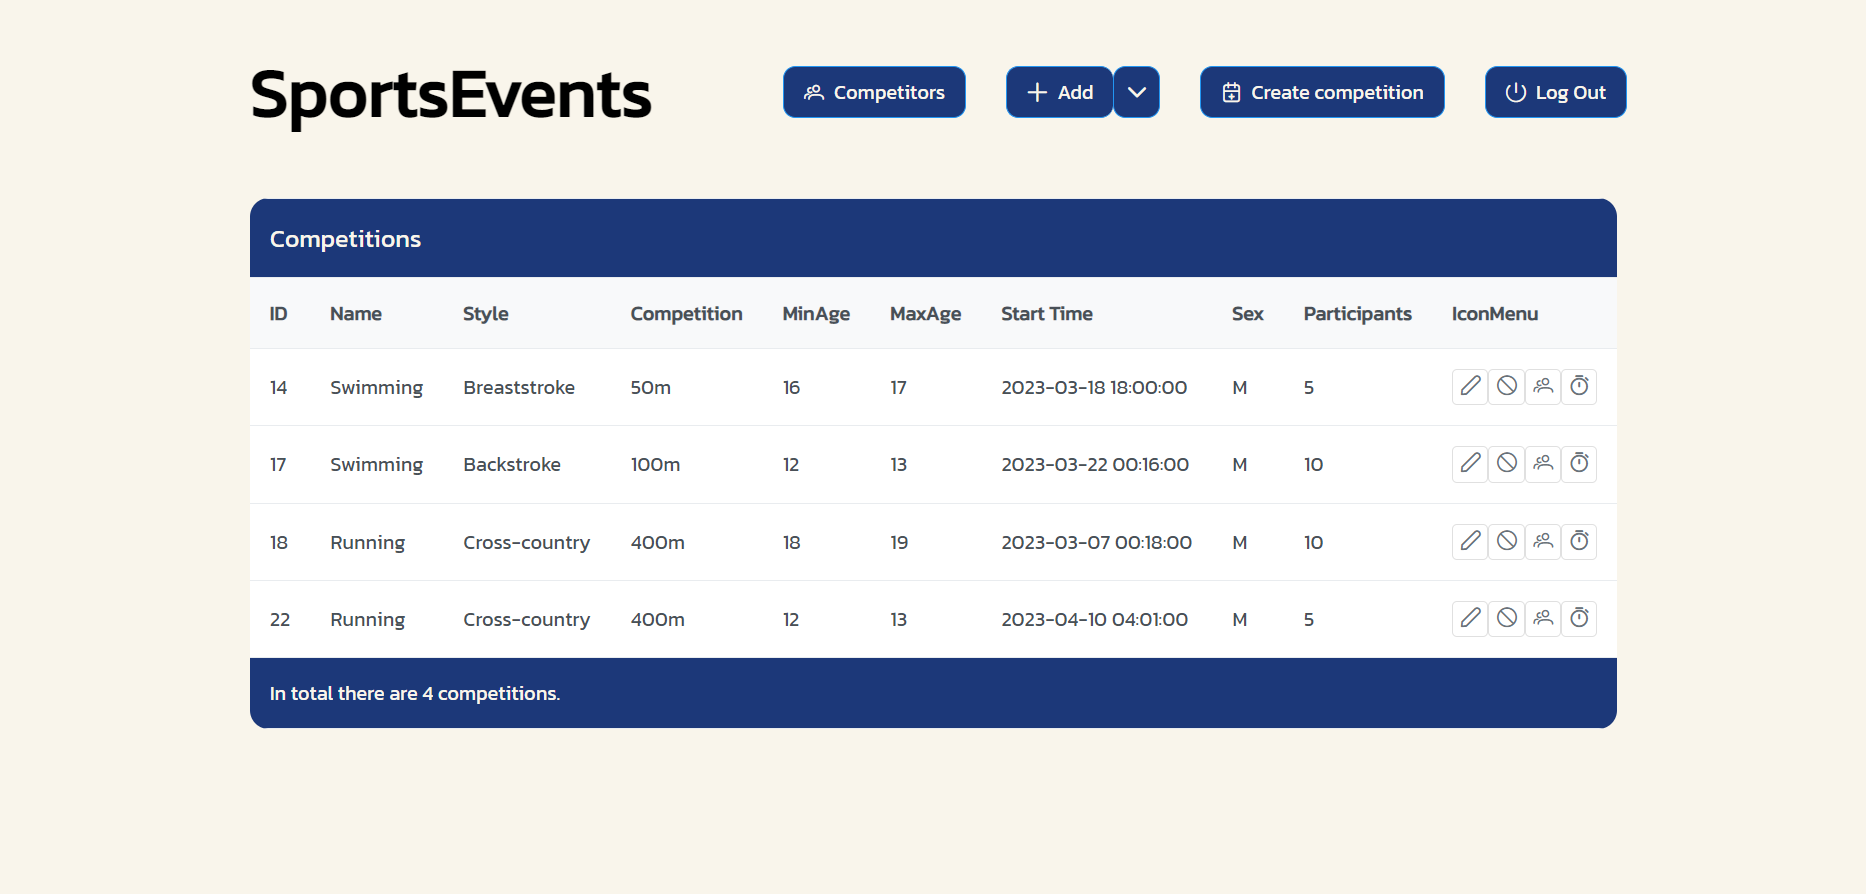 SportsEvents
Competitors Add Create competition Log Out
Competitions
ID Name Style Competition MinAge MaxAge Start Time Sex Participants IconMenu
14 Swimming Breaststroke 50m 16 17 2023-03-18 18:00:00 M 5
17 Swimming Backstroke 100m 12 13 2023-03-22 00:16:00 M 10
18 Running Cross-country 400m 18 19 2023-03-07 00:18:00 M 10
22 Running Cross-country 400m 12 13 2023-04-10 04:01:00 M 5
In total there are 4 competitions.